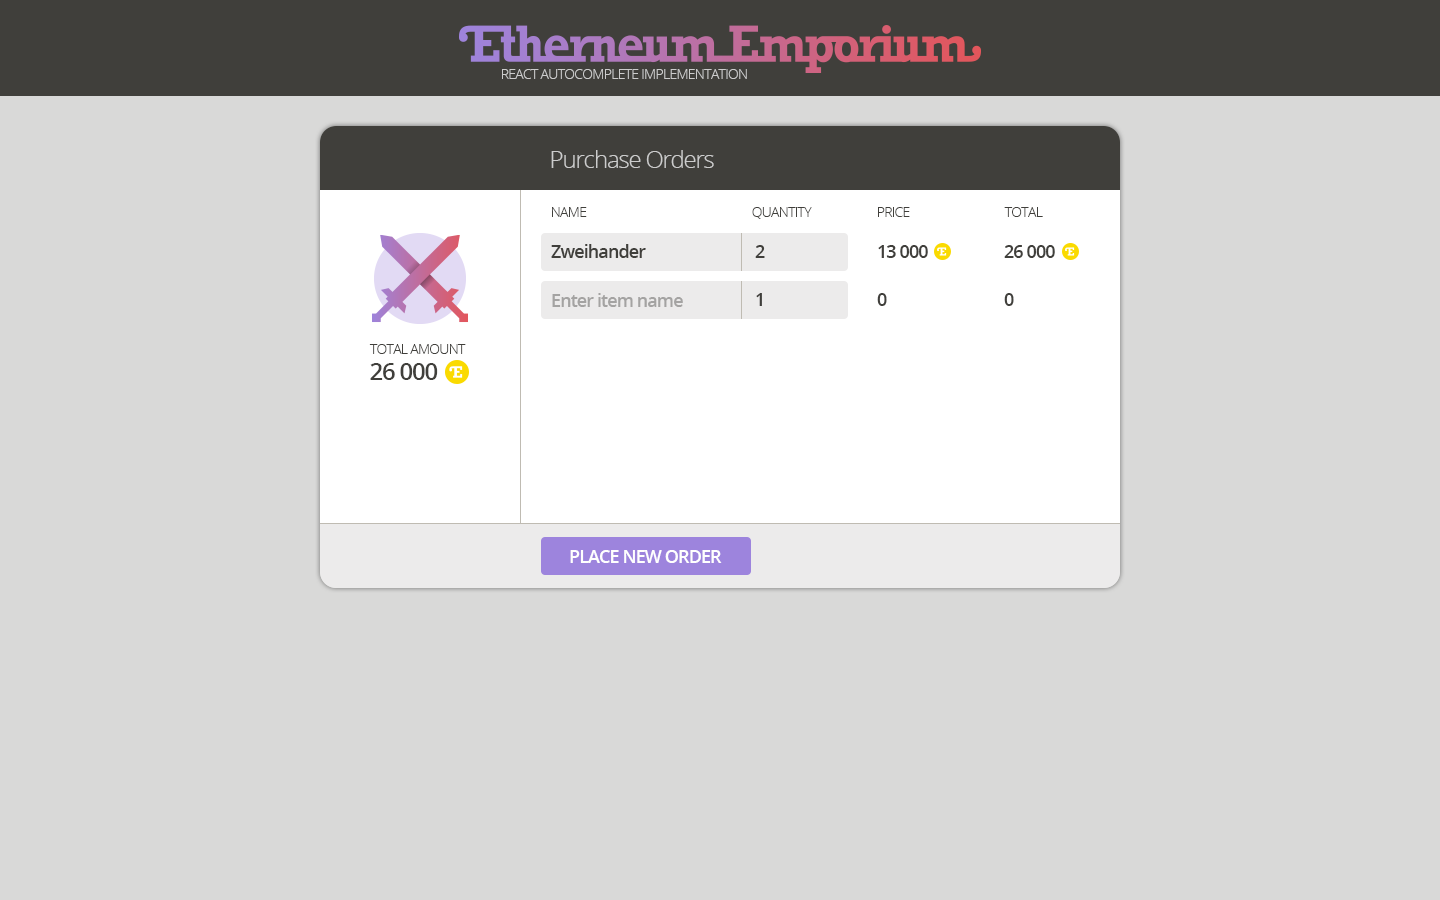 Etherneum Emporium
REACT AUTOCOMPLETE IMPLEMENTATION
Purchase Orders
NAME QUANTITY PRICE TOTAL
Zweihander 2 13 000 E 26 000 E
Enter item name 1 0 0
TOTAL AMOUNT
26 000 E
PLACE NEW ORDER